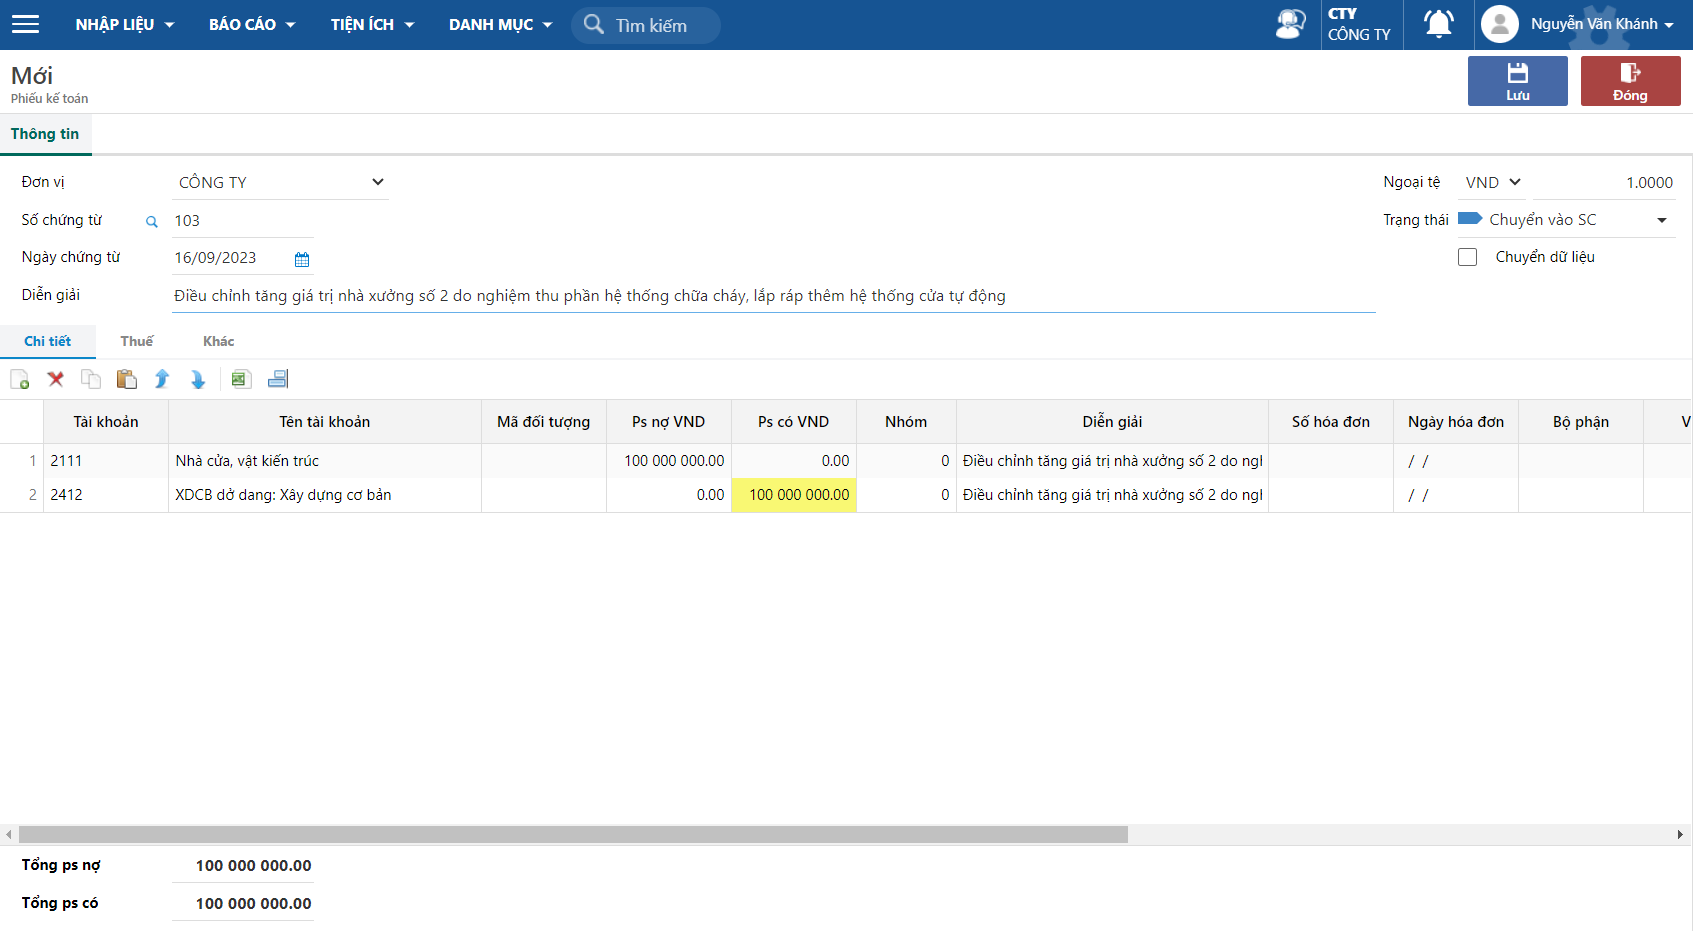 NHẬP LIỆU BÁO CÁO TIỆN ÍCH DANH MỤC Tìm kiếm CTY CÔNG TY Nguyễn Văn Khánh
Mới
Phiếu kế toán
Lưu Đóng
Thông tin
Đơn vị CÔNG TY Ngoại tệ VND 1.0000
Số chứng từ 103 Trạng thái Chuyển vào SC
Ngày chứng từ 16/09/2023 Chuyển dữ liệu
Diễn giải Điều chỉnh tăng giá trị nhà xưởng số 2 do nghiệm thu phần hệ thống chữa cháy, lắp ráp thêm hệ thống cửa tự động
Chi tiết Thuế Khác
Tài khoản Tên tài khoản Mã đối tượng Ps nợ VND Ps có VND Nhóm Diễn giải Số hóa đơn Ngày hóa đơn Bộ phận V
1 2111 Nhà cửa, vật kiến trúc 100 000 000.00 0.00 0 Điều chỉnh tăng giá trị nhà xưởng số 2 do ngh / /
2 2412 XDCB dở dang: Xây dựng cơ bản 0.00 100 000 000.00 0 Điều chỉnh tăng giá trị nhà xưởng số 2 do ngh / /
Tổng ps nợ 100 000 000.00
Tổng ps có 100 000 000.00